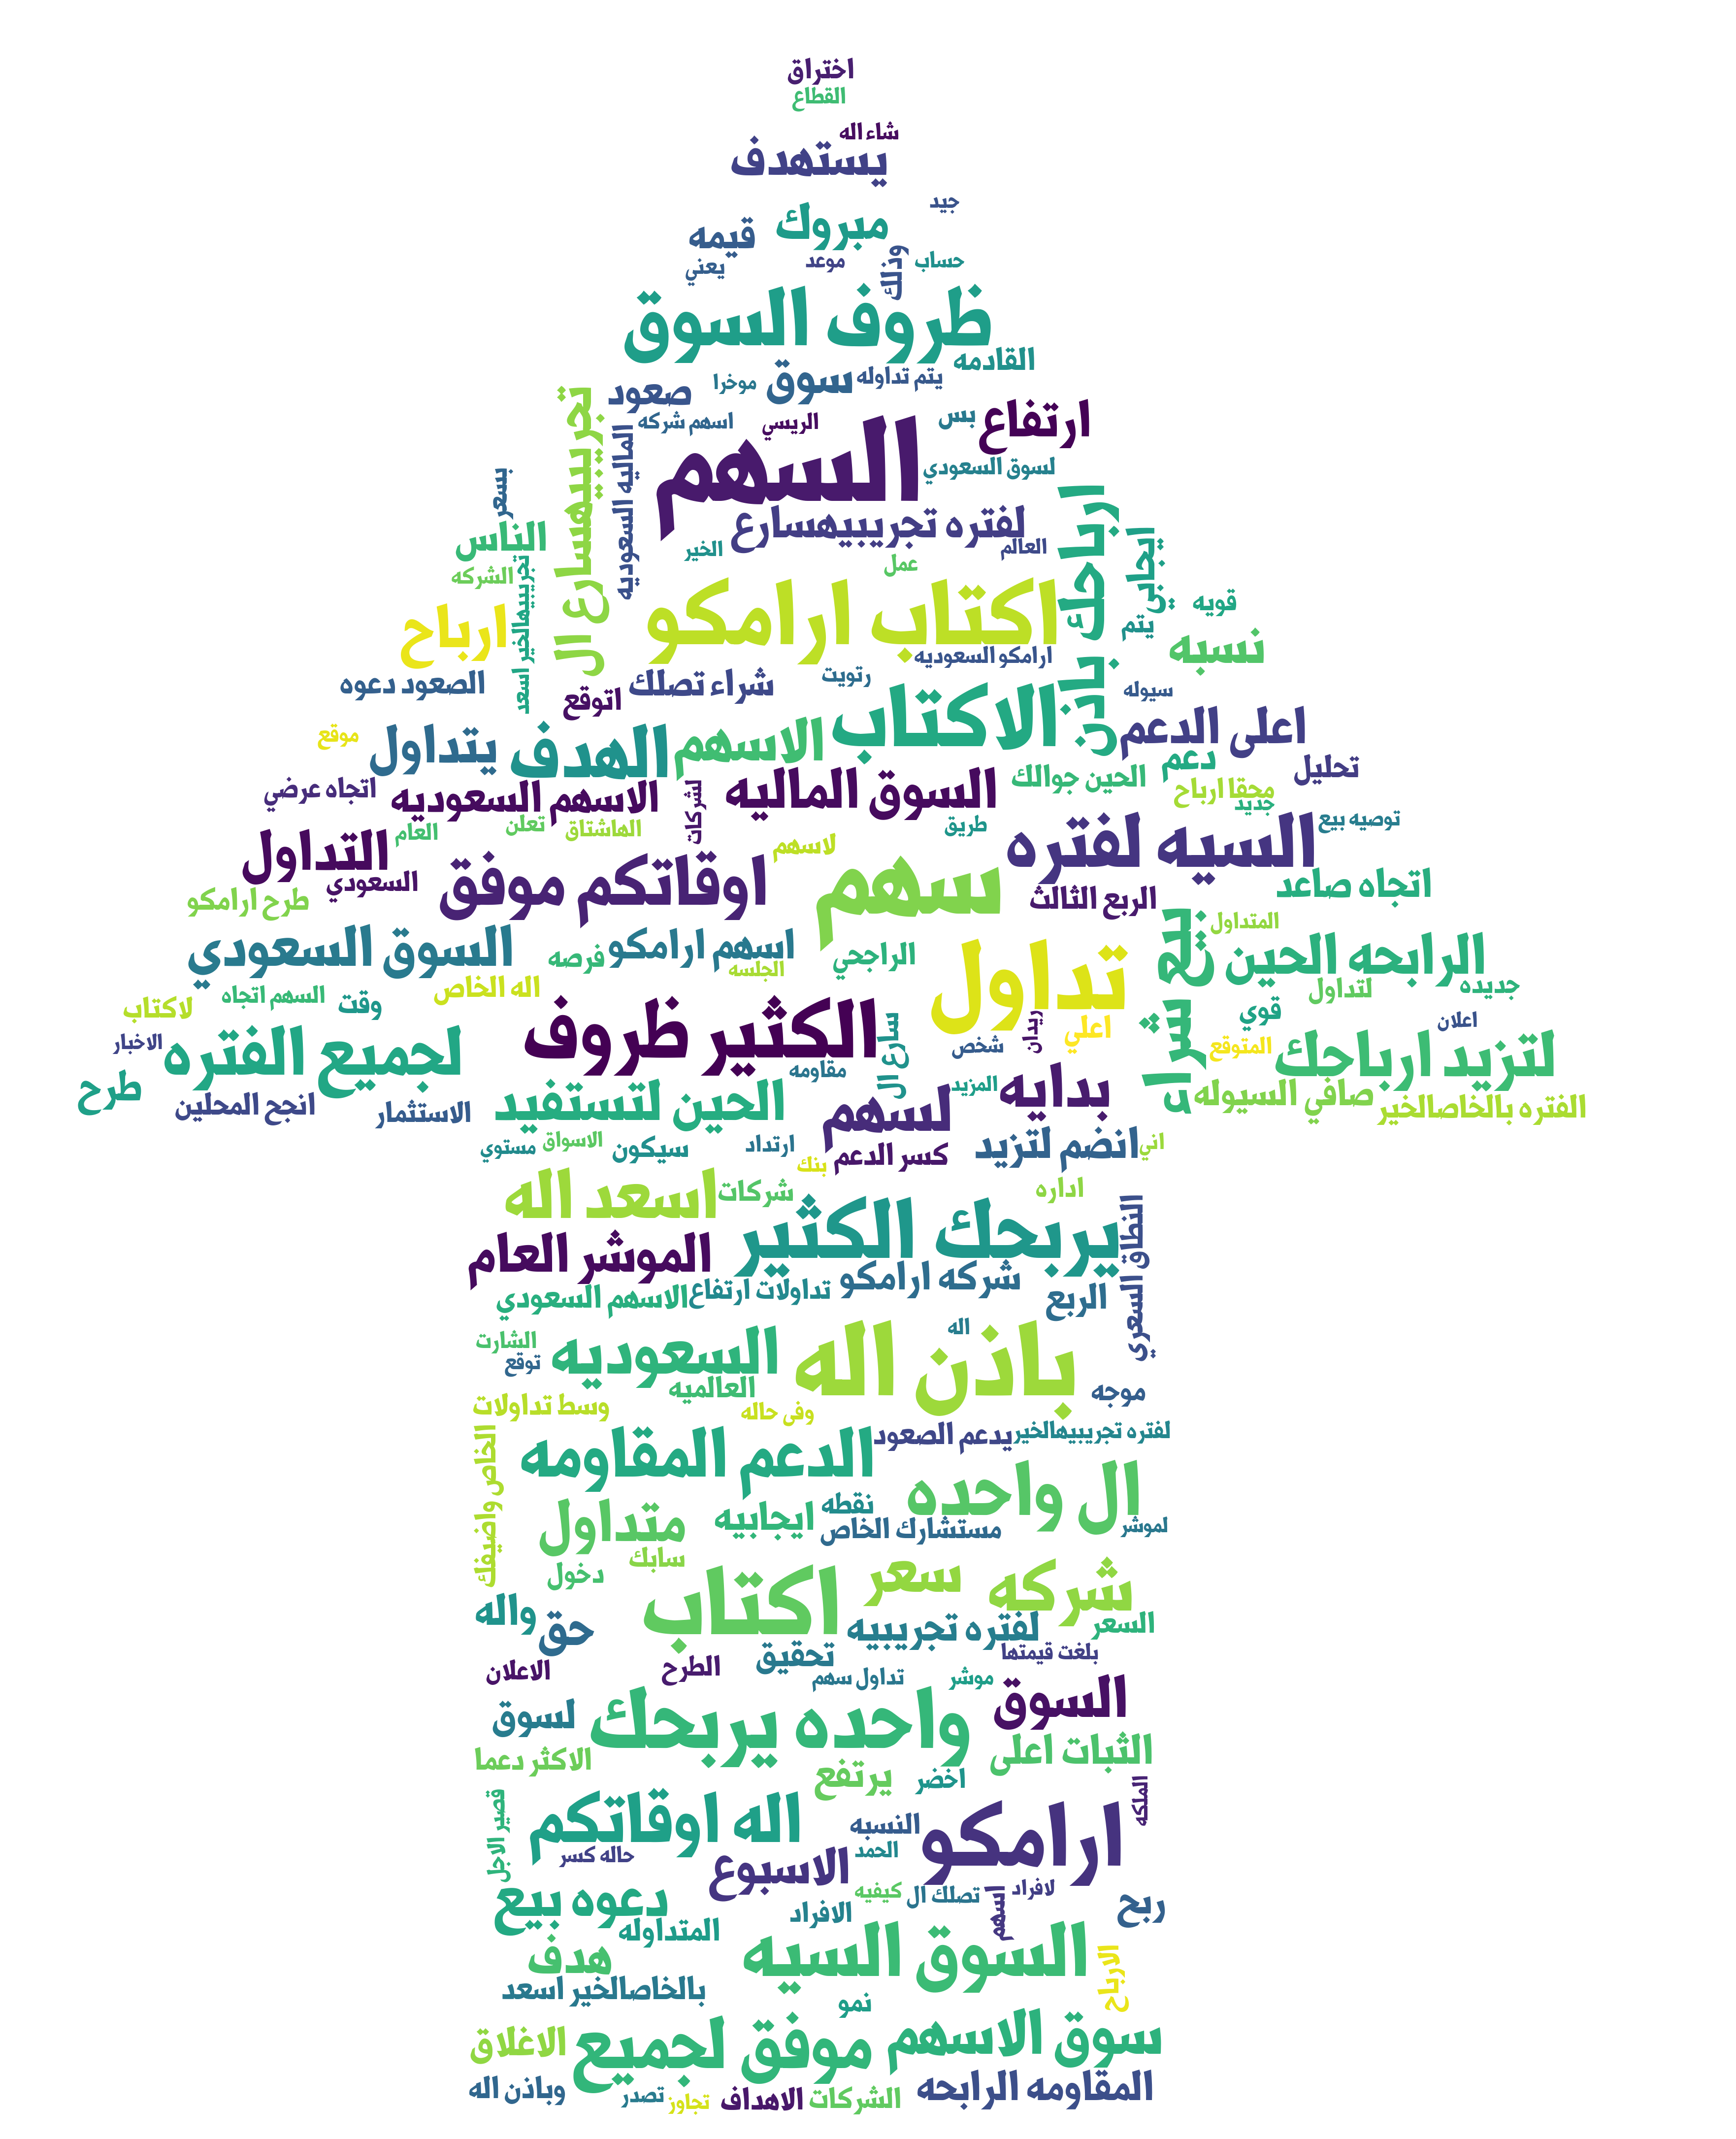 اختراق
القطاع
شاء اله
يستهدف
جيد
مبروك
قيمه
وذلك
حساب
موعد
يعني
ظروف السوق
القادمه
يتم تداوله
سوق
موخرا
صعود
تجريبيهسارع ال
ارتفاع
بس
الريسي
اسهم شركه
الماليه السعوديه
السهم
لسوق السعودي
بسعر
ارباحك باذن
لفتره تجريبيهسارع
الناس
ايجابي
العالم
الخير
الشركه
تجريبيهالخير اسعد
عمل
اكتاب ارامكو
قويه
ارباح
يتم
نسبه
ارامكو السعوديه
رتويت
شراء تصلك
الصعود دعوه
سيوله
اتوقع
الاكتاب
اعلى الدعم
الاسهم
الهدف
يتداول
موقع
دعم
تحليل
الحين جوالك
السوق الماليه
الاسهم السعوديه
اتجاه عرضي
محقا ارباح
جديد
لشركات
توصيه بيع
طريق
الهاشتاق
تعلن
العام
السيه لفتره
لاسهم
التداول
اوقاتكم موفق
سهم
السعودي
اتجاه صاعد
الربع الثالث
طرح ارامكو
بيع شراء
المتداول
السوق السعودي
اسهم ارامكو
فرصه
الراجحي
الجلسه
تداول
الرابحه الحين
جديده
لتداول
اله الخاص
السهم اتجاه
وقت
لاكتاب
قوي
اعلان
الكثير ظروف
سارع ال
ريدان
اعلي
الاخبار
لجميع الفتره
شخص
المتوقع
لتزيد ارباحك
مقاومه
طرح
المزيد
بدايه
صافي السيوله
الفتره بالخاصالخير
انجح المحلين
الاستثمار
الحين لتستفيد
لسهم
انضم لتزيد
اني
ارتداد
سيكون
الاسواق
مستوي
كسر الدعم
بنك
اسعد اله
شركات
اداره
يربحك الكثير
النطاق السعري
الموشر العام
شركه ارامكو
تداولات ارتفاع
الاسهم السعودي
الربع
اله
السعوديه
باذن اله
الشارت
توقع
العالميه
موجه
وسط تداولات
وفى حاله
الخاص واضيفك
الدعم المقاومه
يدعم الصعود
لفتره تجريبيهالخير
ال واحده
نقطه
ايجابيه
متداول
مستشارك الخاص
لموشر
سابك
دخول
اكتاب
سعر
شركه
واله
حق
لفتره تجريبيه
السعر
تحقيق
بلغت قيمتها
الطرح
الاعلان
تداول سهم
موشر
السوق
واحده يربحك
لسوق
الثبات اعلى
الاكثر دعما
يرتفع
اخضر
الملكه
قصير الاجل
اله اوقاتكم
ارامكو
النسبه
الحمد
حاله كسر
الاسبوع
دعوه بيع
كيفيه
تصلك ال
لافراد
اسهم
ربح
الافراد
المتداوله
هدف
السوق السيه
الارباح
بالخاصالخير اسعد
نمو
سوق الاسهم
موفق لجميع
الاغلاق
المقاومه الرابحه
الشركات
الاهداف
تجاوز
تصدر
وباذن اله